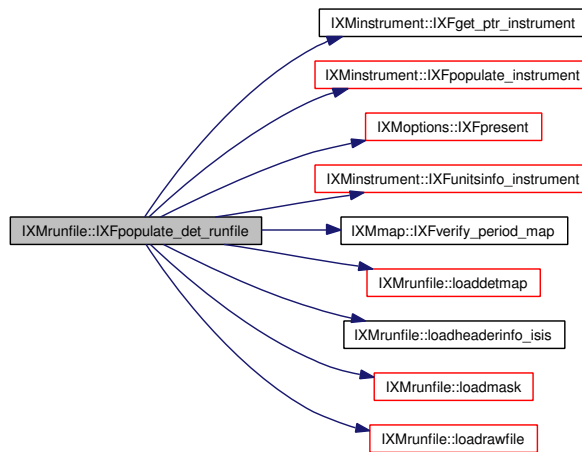 IXMinstrument::IXFget_ptr_instrument
IXMinstrument::IXFpopulate_instrument
IXMoptions::IXFpresent
IXMinstrument::IXFunitsinfo_instrument
IXMrunfile::IXFpopulate_det_runfile
IXMmap::IXFverify_period_map
IXMrunfile::loaddetmap
IXMrunfile::loadheaderinfo_isis
IXMrunfile::loadmask
IXMrunfile::loadrawfile